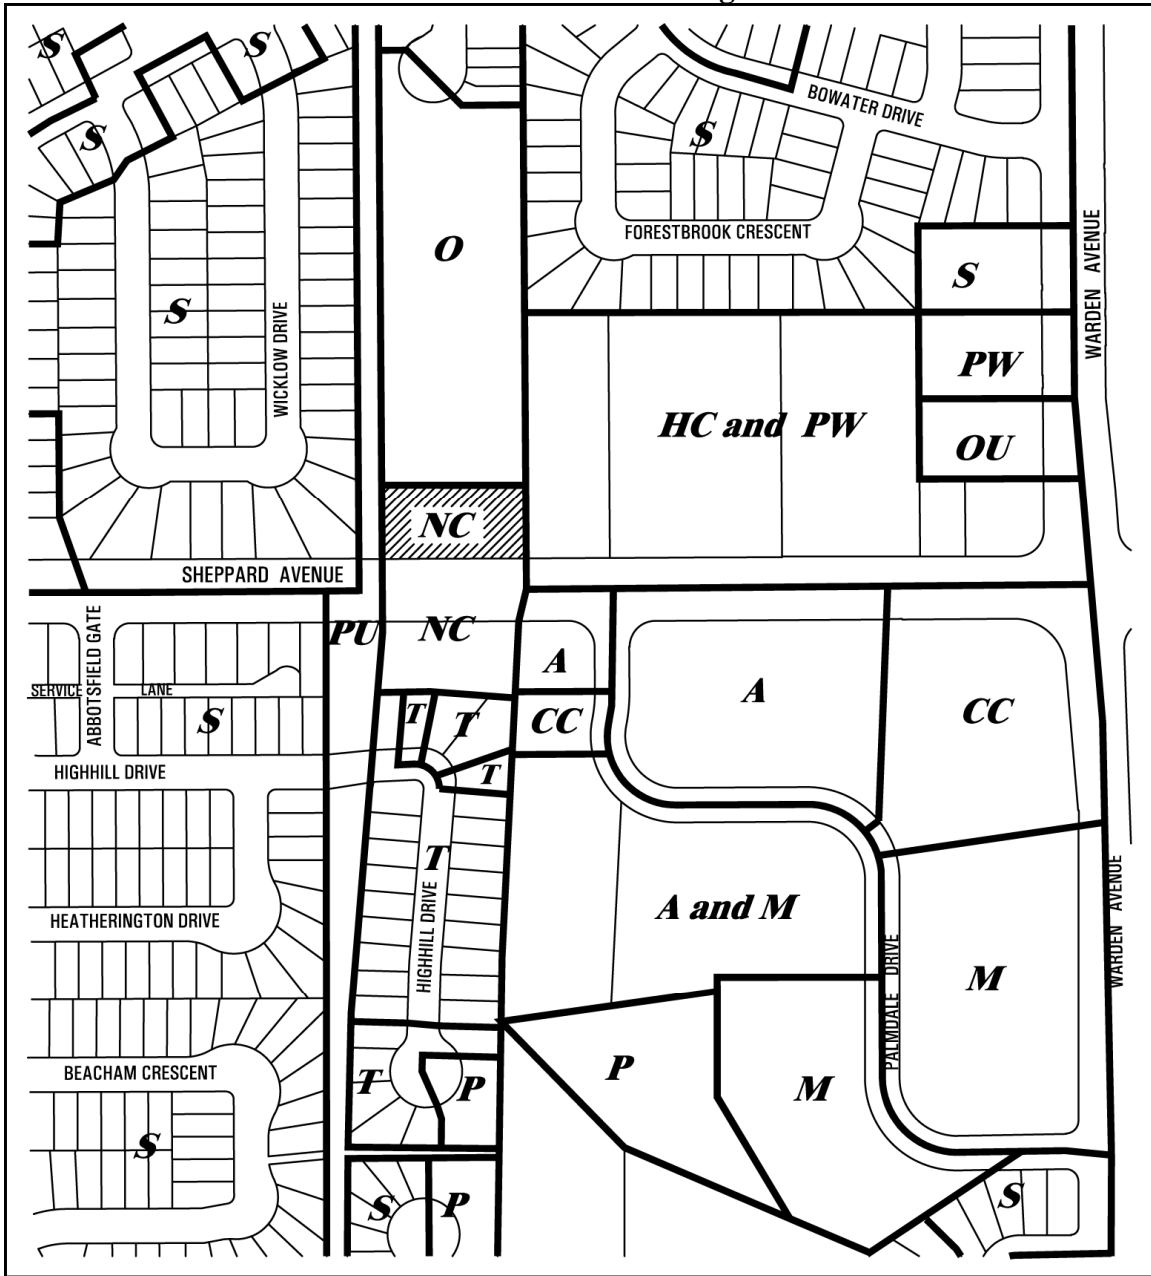 S
S
BOWATER DRIVE
S
S
FORESTBROOK CRESCENT
WARDEN AVENUE
O
S
S
WICKLOW DRIVE
PW
HC and PW
OU
NC
SHEPPARD AVENUE
ABBOTSFIELD GATE
PU
NC
A
A
SERVICE LANE
S
T
T
CC
CC
HIGHHILL DRIVE
T
T
HIGHHILL DRIVE
A and M
WARDEN AVENUE
HEATHERINGTON DRIVE
PALMDALE DRIVE
M
BEACHAM CRESCENT
T
P
P
M
S
S
P
S